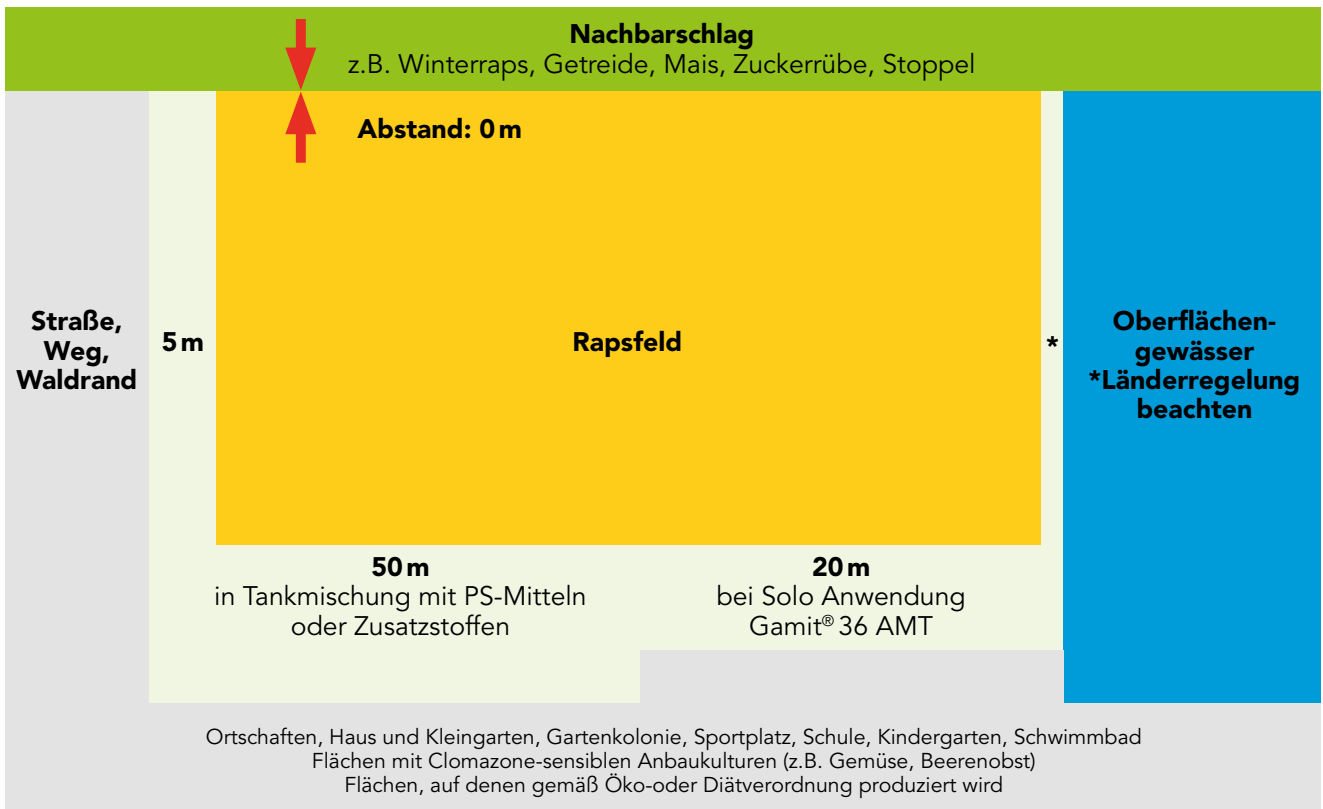 Nachbarschlag
z.B. Winterraps, Getreide, Mais, Zuckerrübe, Stoppel
Abstand: 0 m
Straße,
Weg,
Waldrand
5 m
Rapsfeld
*
Oberflächen-
gewässer
*Länderregelung
beachten
50 m
in Tankmischung mit PS-Mitteln
oder Zusatzstoffen
20 m
bei Solo Anwendung
Gamit® 36 AMT
Ortschaften, Haus und Kleingarten, Gartenkolonie, Sportplatz, Schule, Kindergarten, Schwimmbad
Flächen mit Clomazone-sensiblen Anbaukulturen (z.B. Gemüse, Beerenobst)
Flächen, auf denen gemäß Öko-oder Diätverordnung produziert wird